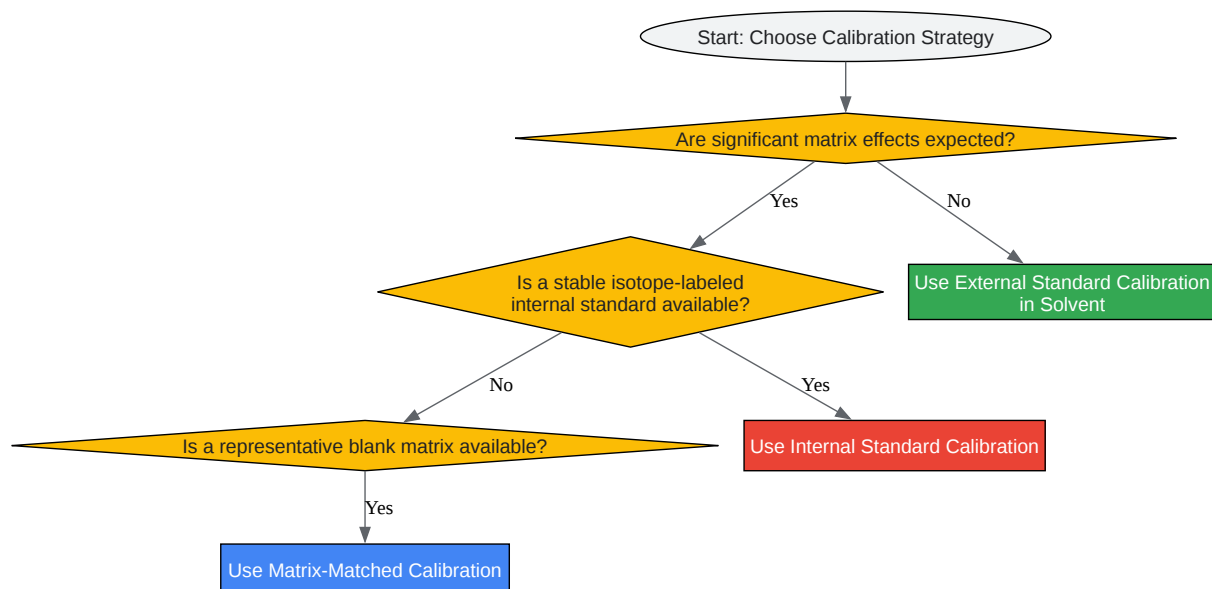 Start: Choose Calibration Strategy
Are significant matrix effects expected?
Yes
No
Is a stable isotope-labeled
internal standard available?
Use External Standard Calibration
in Solvent
No
Yes
Is a representative blank matrix available?
Use Internal Standard Calibration
Yes
Use Matrix-Matched Calibration